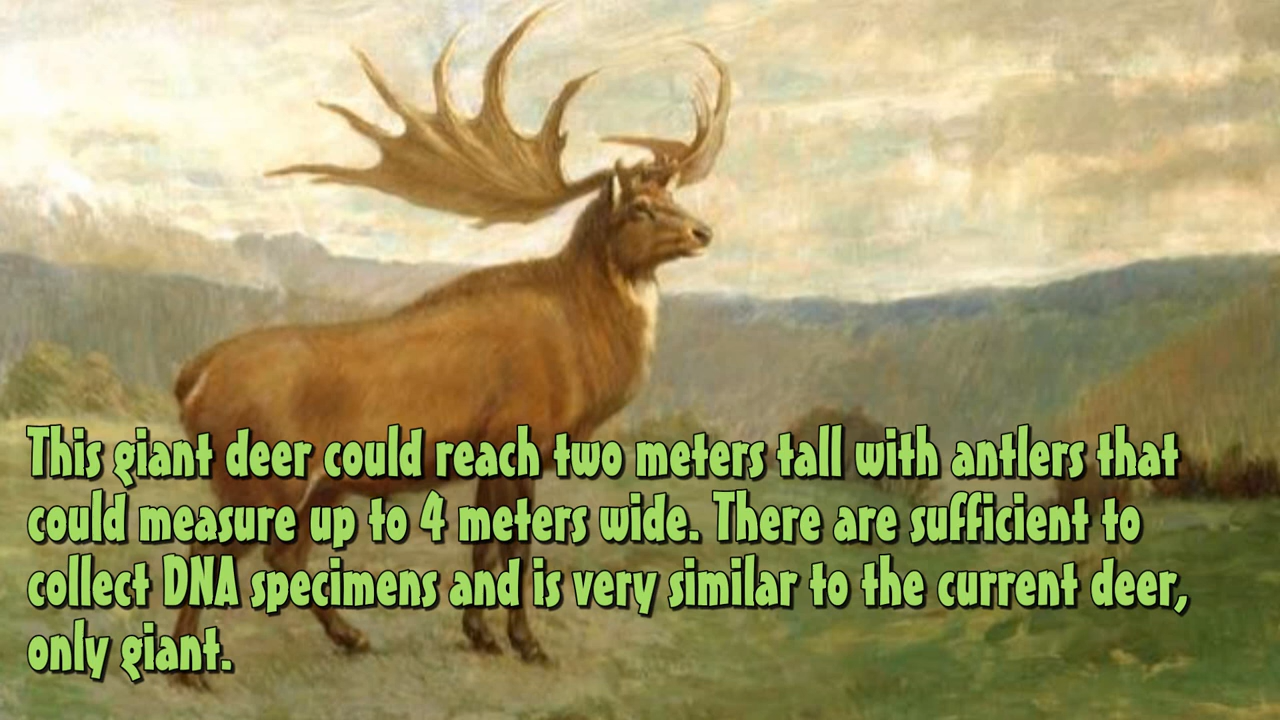 This giant deer could reach two meters tall with antlers that
could measure up to 4 meters wide. There are sufficient to
collect DNA specimens and is very similar to the current deer,
only giant.